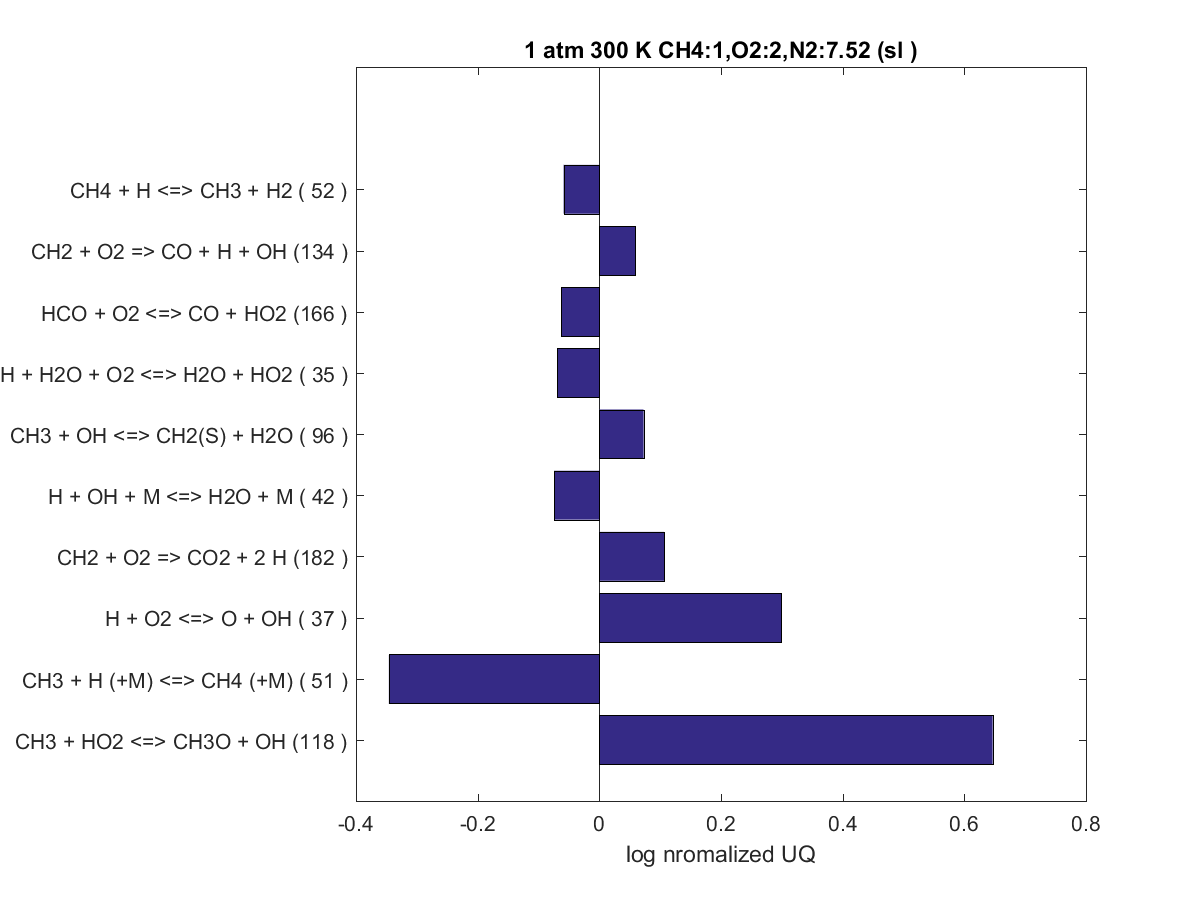 1 atm 300 K CH4:1,O2:2,N2:7.52 (sl )
CH4 + H <=> CH3 + H2 ( 52 )
CH2 + O2 => CO + H + OH (134 )
HCO + O2 <=> CO + HO2 (166 )
H + H2O + O2 <=> H2O + HO2 ( 35 )
CH3 + OH <=> CH2(S) + H2O ( 96 )
H + OH + M <=> H2O + M ( 42 )
CH2 + O2 => CO2 + 2 H (182 )
H + O2 <=> O + OH ( 37 )
CH3 + H (+M) <=> CH4 (+M) ( 51 )
CH3 + HO2 <=> CH3O + OH (118 )
-0.4 -0.2 0 0.2 0.4 0.6 0.8
log nromalized UQ